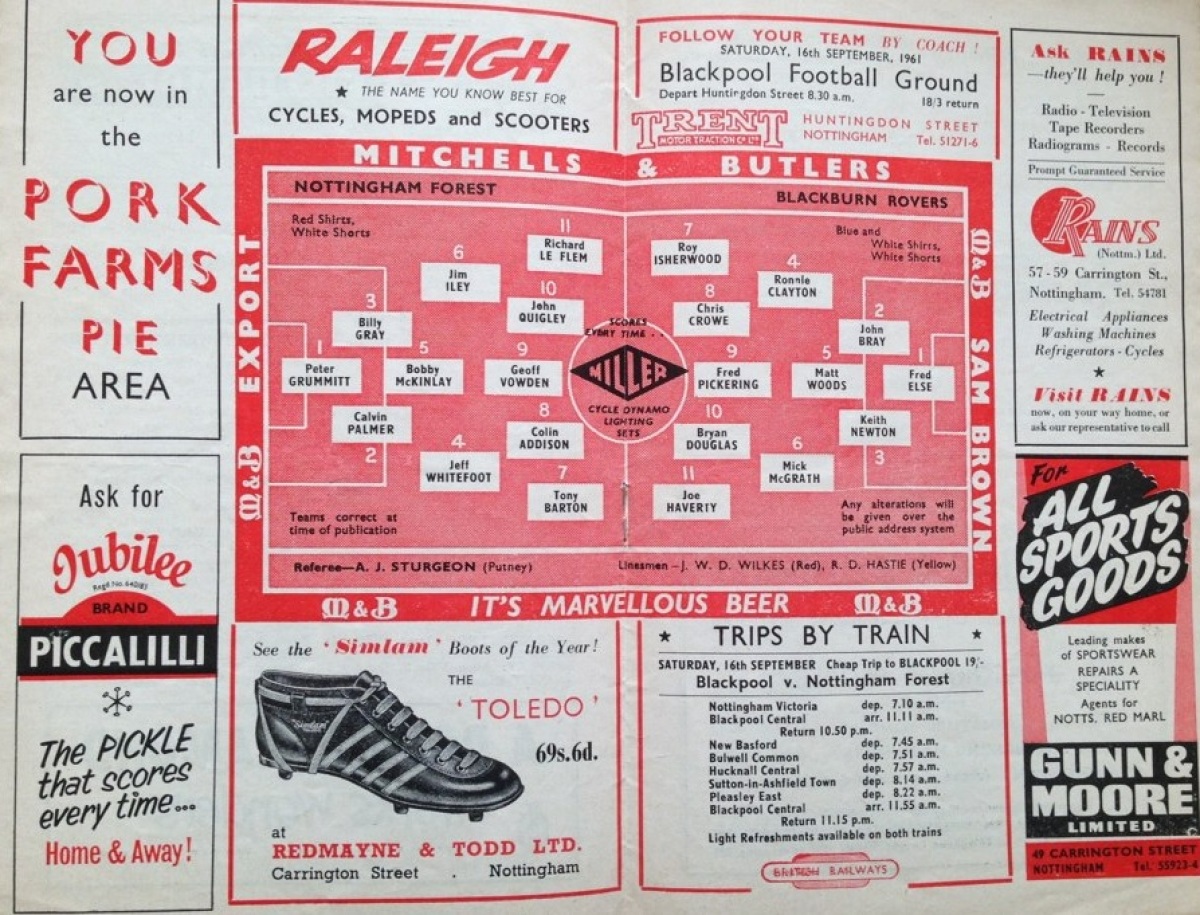 YOU
are now in
the
PORK
FARMS
PIE
AREA
Ask for
Jubilee
Regd No. 640183
BRAND
PICCALILLI
The PICKLE
that scores
every time...
Home & Away!
RALEIGH
★ THE NAME YOU KNOW BEST FOR
CYCLES, MOPEDS and SCOOTERS
FOLLOW YOUR TEAM BY COACH !
SATURDAY, 16th SEPTEMBER, 1961
Blackpool Football Ground
Depart Huntingdon Street 8.30 a.m.
18/3 return
TRENT
MOTOR TRACTION CO LTD
HUNTINGDON STREET
NOTTINGHAM Tel. 51271-6
MITCHELLS & BUTLERS
M&B EXPORT
NOTTINGHAM FOREST
BLACKBURN ROVERS
Red Shirts,
White Shorts
Blue and
White Shirts,
White Shorts
1
Peter
GRUMMITT
3
Billy
GRAY
Calvin
PALMER
2
6
Jim
ILEY
5
Bobby
McKINLAY
4
Jeff
WHITEFOOT
11
Richard
LE FLEM
10
John
QUIGLEY
9
Geoff
VOWDEN
8
Colin
ADDISON
7
Tony
BARTON
SCORES
EVERY TIME . .
MILLER
CYCLE DYNAMO
LIGHTING
SETS
7
Roy
ISHERWOOD
8
Chris
CROWE
9
Fred
PICKERING
10
Bryan
DOUGLAS
11
Joe
HAVERTY
4
Ronnie
CLAYTON
5
Matt
WOODS
6
Mick
McGRATH
2
John
BRAY
Keith
NEWTON
3
1
Fred
ELSE
Teams correct at
time of publication
Any alterations will
be given over the
public address system
Referee—A. J. STURGEON (Putney)
Linesmen—J. W. D. WILKES (Red), R. D. HASTIE (Yellow)
M&B SAM BROWN
M&B IT'S MARVELLOUS BEER M&B
See the 'Simlam' Boots of the Year!
THE
'TOLEDO'
69s.6d.
at
REDMAYNE & TODD LTD.
Carrington Street . Nottingham
★ TRIPS BY TRAIN ★
SATURDAY, 16th SEPTEMBER Cheap Trip to BLACKPOOL 19/-
Blackpool v. Nottingham Forest
Nottingham Victoria dep. 7.10 a.m.
Blackpool Central arr. 11.11 a.m.
Return 10.50 p.m.
New Basford dep. 7.45 a.m.
Bulwell Common dep. 7.51 a.m.
Hucknall Central dep. 7.57 a.m.
Sutton-in-Ashfield Town dep. 8.14 a.m.
Pleasley East dep. 8.22 a.m.
Blackpool Central arr. 11.55 a.m.
Return 11.15 p.m.
Light Refreshments available on both trains
BRITISH RAILWAYS
Ask RAINS
—they'll help you !
Radio - Television
Tape Recorders
Radiograms - Records
Prompt Guaranteed Service
RAINS
(Nottm.) Ltd.
57-59 Carrington St.,
Nottingham. Tel. 54781
Electrical Appliances
Washing Machines
Refrigerators - Cycles
★
Visit RAINS
now, on your way home, or
ask our representative to call
For
ALL
SPORTS
GOODS
Leading makes
of SPORTSWEAR
REPAIRS A
SPECIALITY
Agents for
NOTTS. RED MARL
GUNN &
MOORE
LIMITED
49 CARRINGTON STREET
NOTTINGHAM Tel. 55923-4